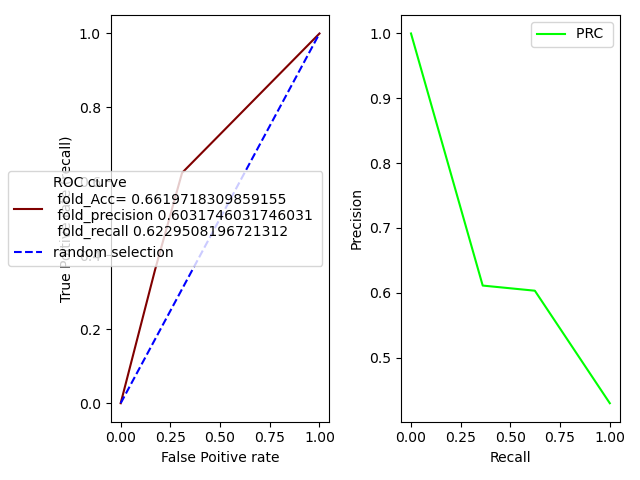 1.0
0.8
0.2
0.0
0.00
0.25
0.50
0.75
1.00
False Poitive rate
ROC curve
fold_Acc= 0.6619718309859155
fold_precision 0.6031746031746031
fold_recall 0.6229508196721312
random selection
1.0
0.9
0.8
0.7
0.6
0.5
Precision
PRC
0.00
0.25
0.50
0.75
1.00
Recall